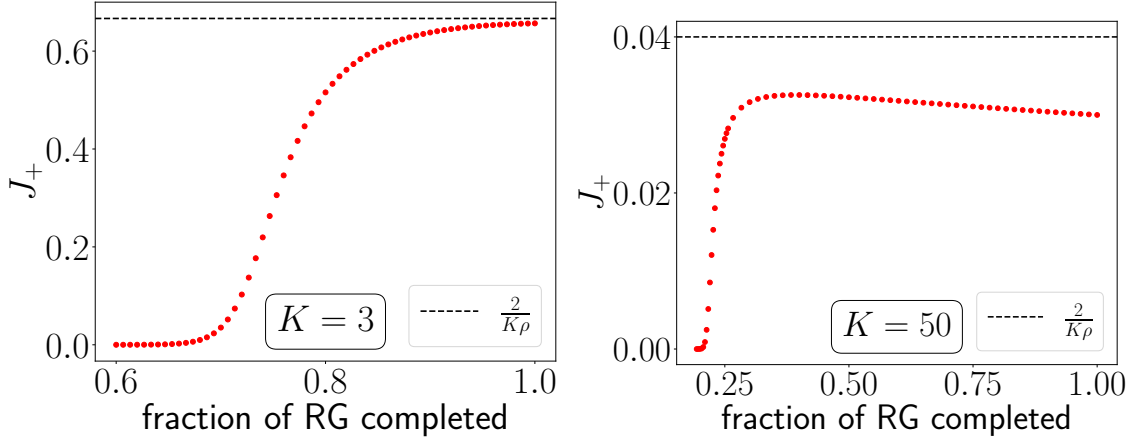 J₊
0.6
0.4
0.2
0.0
K = 3
2/(Kρ)
0.6
0.8
1.0
fraction of RG completed
J₊
0.04
0.02
0.00
K = 50
2/(Kρ)
0.25
0.50
0.75
1.00
fraction of RG completed